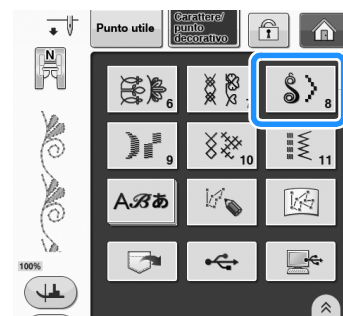 Punto utile
Carattere/
punto
decorativo
N
6
7
8
9
10
11
ABあ
100%